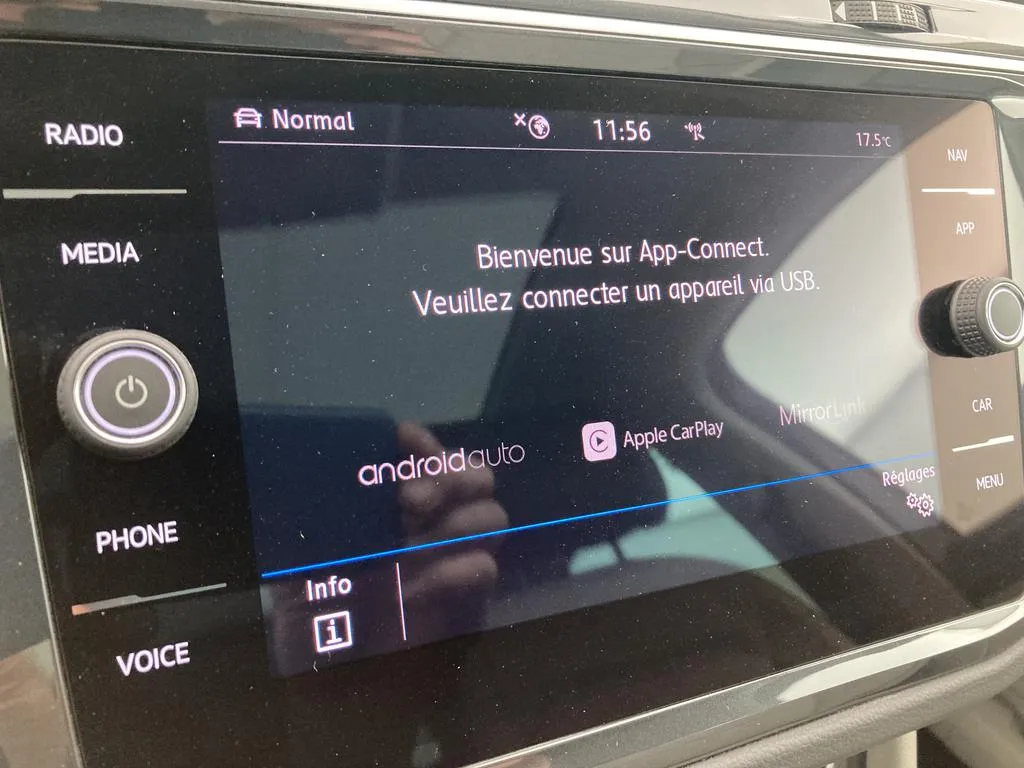 RADIO
MEDIA
PHONE
VOICE
Normal
11:56
17.5°C
Bienvenue sur App-Connect.
Veuillez connecter un appareil via USB.
androidauto
Apple CarPlay
MirrorLink
Réglages
Info
i
NAV
APP
CAR
MENU